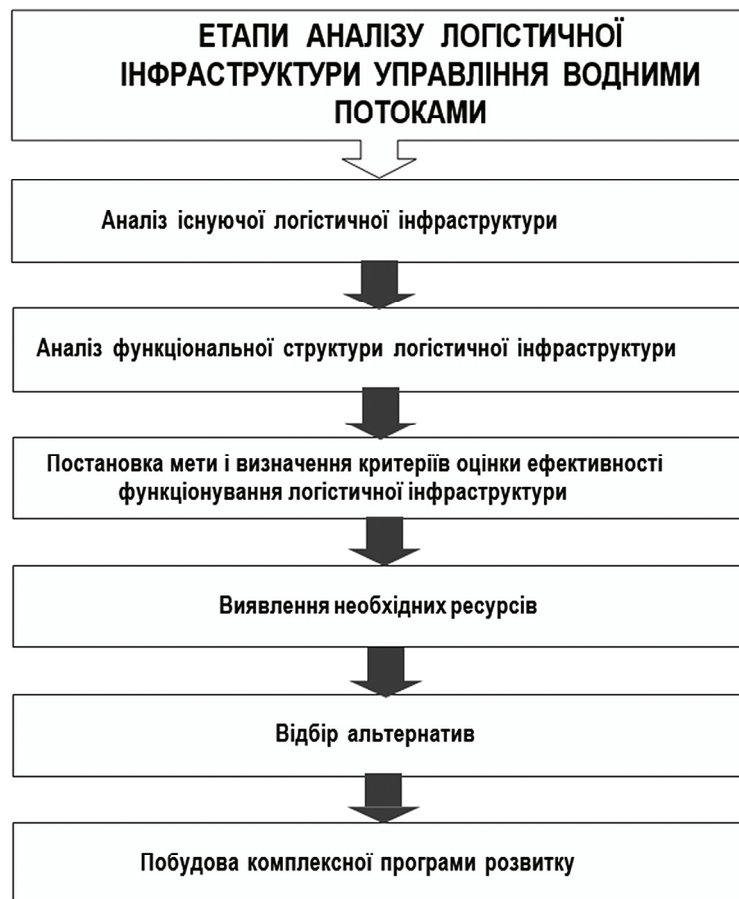 ЕТАПИ АНАЛІЗУ ЛОГІСТИЧНОЇ
ІНФРАСТРУКТУРИ УПРАВЛІННЯ ВОДНИМИ
ПОТОКАМИ
Аналіз існуючої логістичної інфраструктури
Аналіз функціональної структури логістичної інфраструктури
Постановка мети і визначення критеріїв оцінки ефективності
функціонування логістичної інфраструктури
Виявлення необхідних ресурсів
Відбір альтернатив
Побудова комплексної програми розвитку